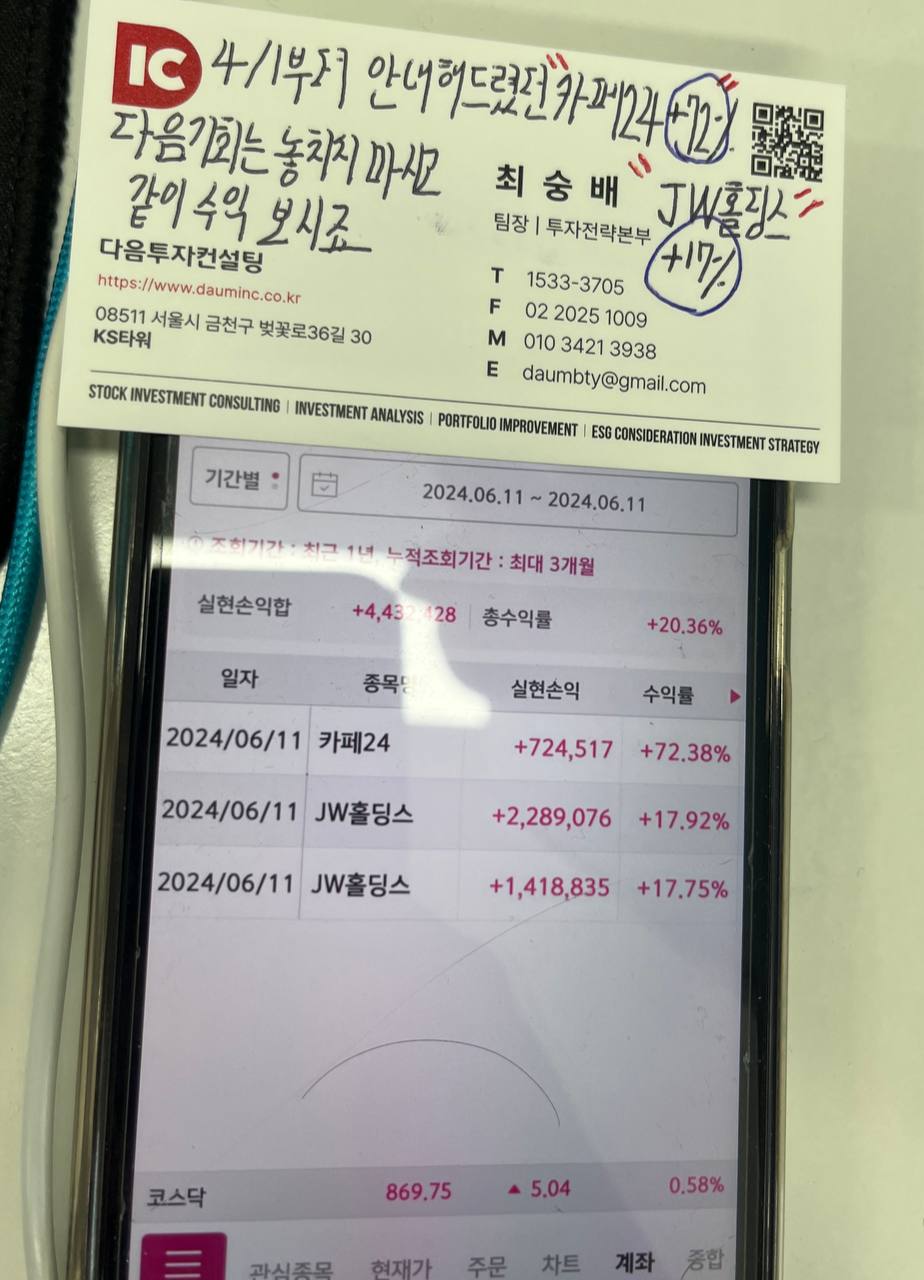 IC 4/1부터 안내해드렸던 "카페24 +72%"
다음기회는 놓치지 마시고
같이 수익 보시죠
최승배
"JW홀딩스"
+17%
팀장 | 투자전략본부
다음투자컨설팅
https://www.dauminc.co.kr
08511 서울시 금천구 벚꽃로36길 30
KS타워
T 1533-3705
F 02 2025 1009
M 010 3421 3938
E daumbty@gmail.com
STOCK INVESTMENT CONSULTING | INVESTMENT ANALYSIS | PORTFOLIO IMPROVEMENT | ESG CONSIDERATION INVESTMENT STRATEGY
기간별 2024.06.11 ~ 2024.06.11
조회기간 : 최근 1년, 누적조회기간 : 최대 3개월
실현손익합 +4,432,428 총수익률 +20.36%
일자 종목명 실현손익 수익률
2024/06/11 카페24 +724,517 +72.38%
2024/06/11 JW홀딩스 +2,289,076 +17.92%
2024/06/11 JW홀딩스 +1,418,835 +17.75%
코스닥 869.75 ▲ 5.04 0.58%
관심종목 현재가 주문 차트 계좌 종합